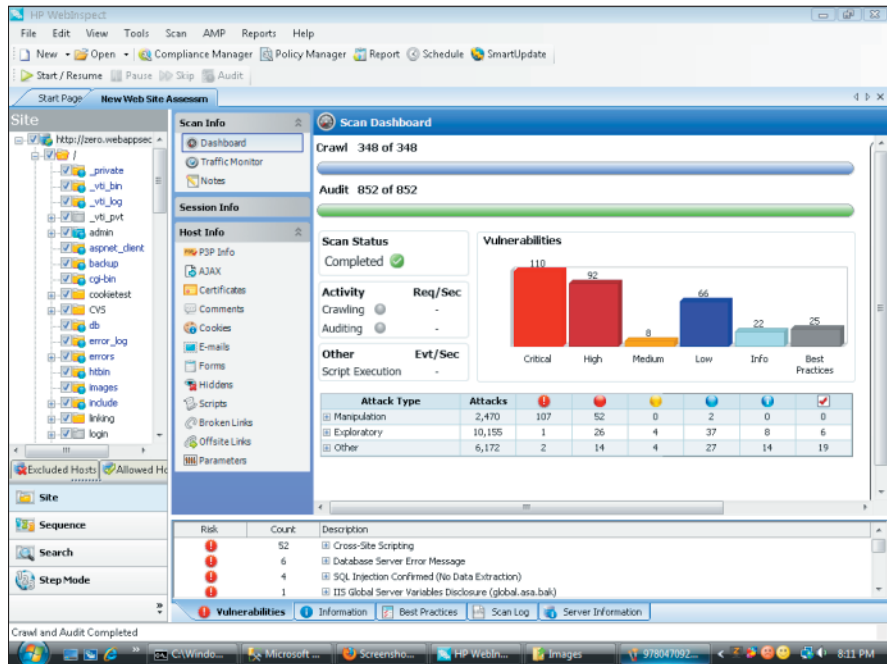 HP WebInspect
File Edit View Tools Scan AMP Reports Help
New Open Compliance Manager Policy Manager Report Schedule SmartUpdate
Start / Resume Pause Skip Audit
Start Page New Web Site Assessm
Site
http://zero.webappsec
/
_private
_vti_bin
_vti_log
_vti_pvt
admin
aspnet_client
backup
cgi-bin
cookietest
CVS
db
error_log
errors
htbin
images
include
linking
login
Excluded Hosts Allowed Ho
Site
Sequence
Search
Step Mode
Scan Info
Dashboard
Traffic Monitor
Notes
Session Info
Host Info
P3P Info
AJAX
Certificates
Comments
Cookies
E-mails
Forms
Hiddens
Scripts
Broken Links
Offsite Links
Parameters
Scan Dashboard
Crawl 348 of 348
Audit 852 of 852
Scan Status
Completed
Activity Req/Sec
Crawling -
Auditing -
Other Evt/Sec
Script Execution -
Vulnerabilities
110 92 8 66 22 25
Critical High Medium Low Info Best
Practices
Attack Type Attacks
Manipulation 2,470 107 52 0 2 0 0
Exploratory 10,155 1 26 4 37 8 6
Other 6,172 2 14 4 27 14 19
Risk Count Description
52 Cross-Site Scripting
6 Database Server Error Message
4 SQL Injection Confirmed (No Data Extraction)
1 IIS Global Server Variables Disclosure (global.asa.bak)
Vulnerabilities Information Best Practices Scan Log Server Information
Crawl and Audit Completed
C:\Windo... Microsoft ... Screensho... HP WebIn... Images 978047092... 8:11 PM